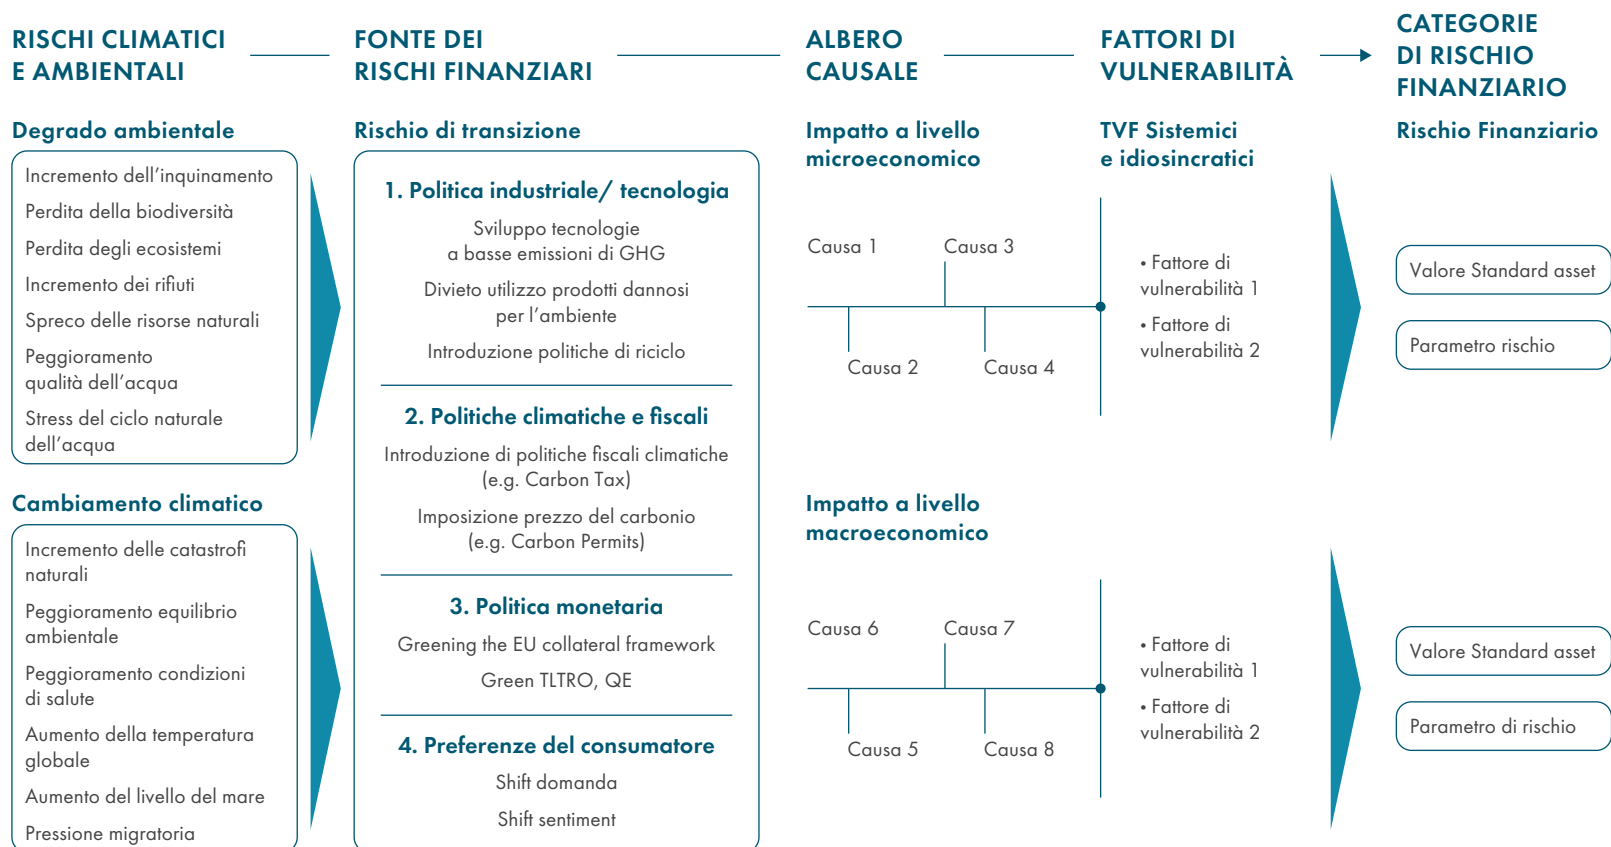 RISCHI CLIMATICI
E AMBIENTALI
FONTE DEI
RISCHI FINANZIARI
ALBERO
CAUSALE
FATTORI DI
VULNERABILITÀ
CATEGORIE
DI RISCHIO
FINANZIARIO
Degrado ambientale
Incremento dell'inquinamento
Perdita della biodiversità
Perdita degli ecosistemi
Incremento dei rifiuti
Spreco delle risorse naturali
Peggioramento
qualità dell'acqua
Stress del ciclo naturale
dell'acqua
Cambiamento climatico
Incremento delle catastrofi
naturali
Peggioramento equilibrio
ambientale
Peggioramento condizioni
di salute
Aumento della temperatura
globale
Aumento del livello del mare
Pressione migratoria
Rischio di transizione
1. Politica industriale/ tecnologia
Sviluppo tecnologie
a basse emissioni di GHG
Divieto utilizzo prodotti dannosi
per l'ambiente
Introduzione politiche di riciclo
2. Politiche climatiche e fiscali
Introduzione di politiche fiscali climatiche
(e.g. Carbon Tax)
Imposizione prezzo del carbonio
(e.g. Carbon Permits)
3. Politica monetaria
Greening the EU collateral framework
Green TLTRO, QE
4. Preferenze del consumatore
Shift domanda
Shift sentiment
Impatto a livello
microeconomico
Causa 1
Causa 3
Causa 2
Causa 4
Impatto a livello
macroeconomico
Causa 6
Causa 7
Causa 5
Causa 8
TVF Sistemici
e idiosincratici
• Fattore di
vulnerabilità 1
• Fattore di
vulnerabilità 2
• Fattore di
vulnerabilità 1
• Fattore di
vulnerabilità 2
Rischio Finanziario
Valore Standard asset
Parametro rischio
Valore Standard asset
Parametro di rischio